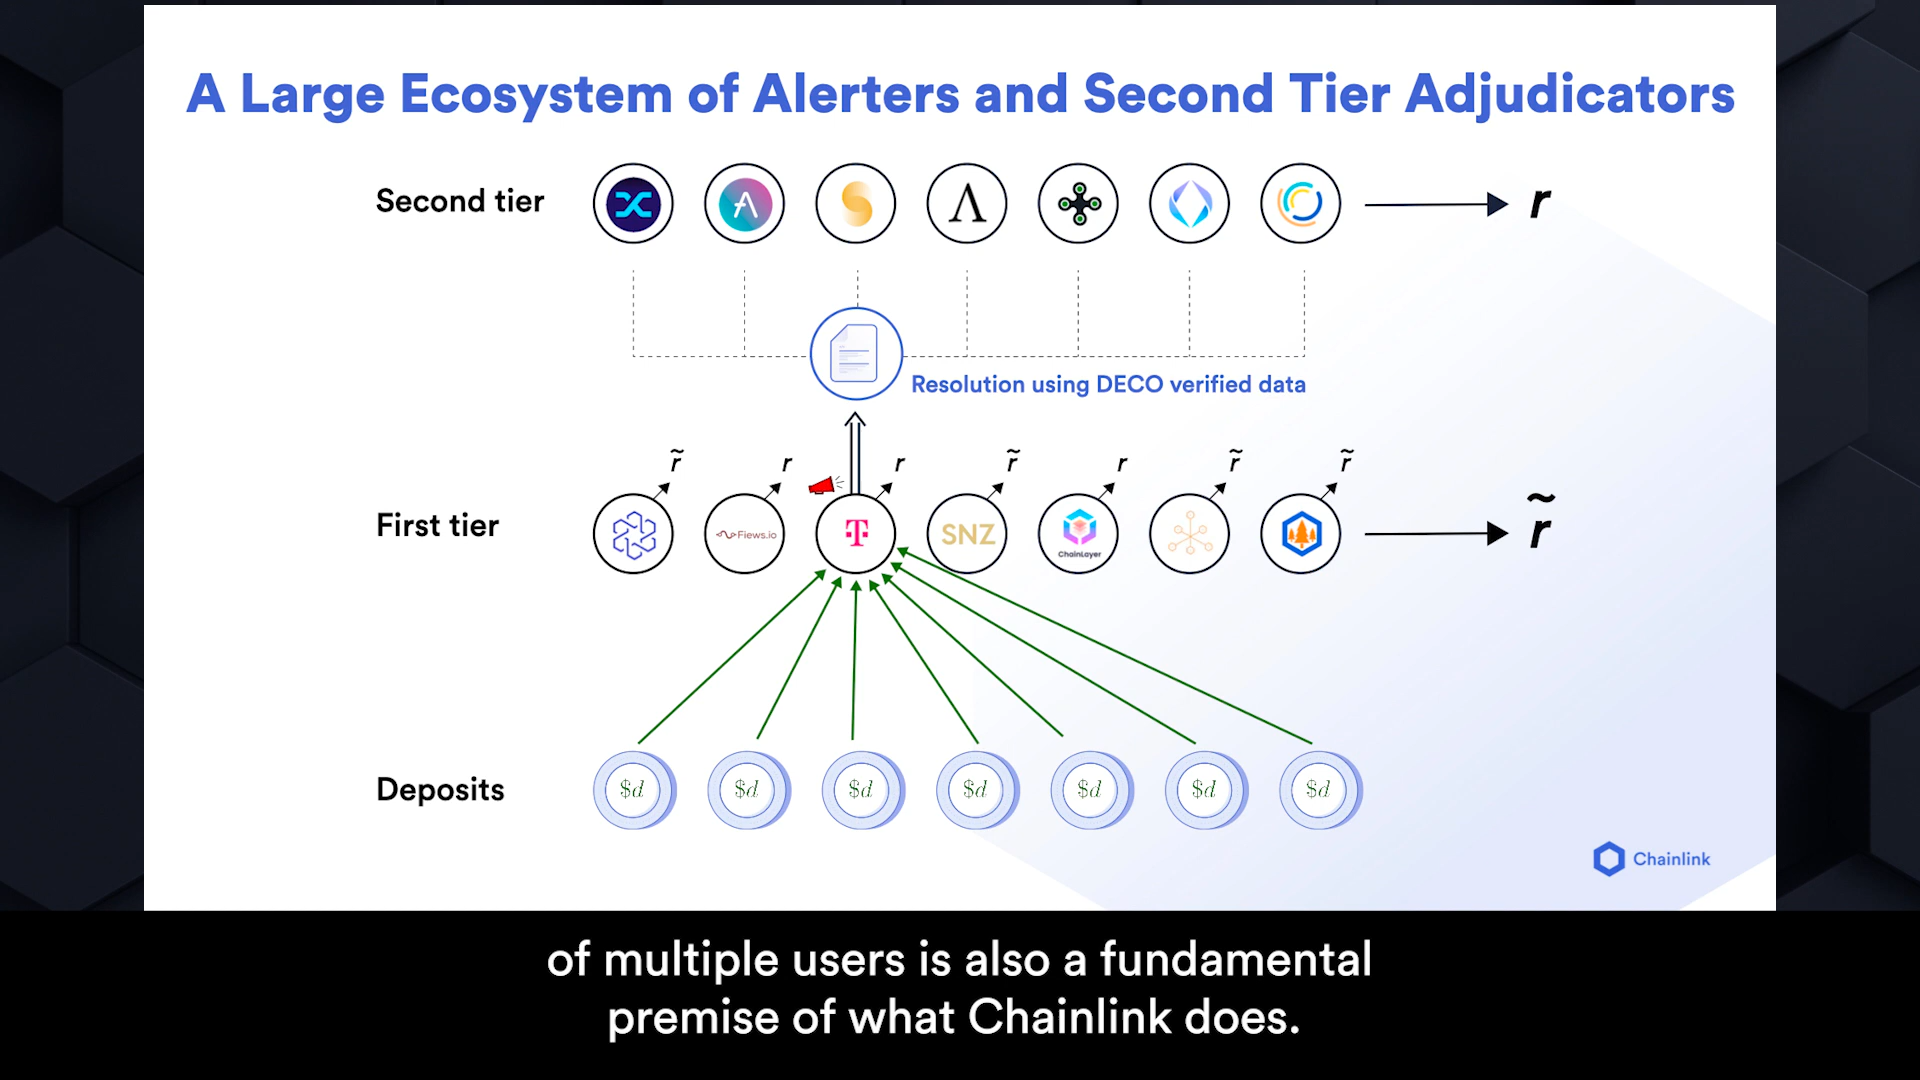 A Large Ecosystem of Alerters and Second Tier Adjudicators
Second tier
r
Resolution using DECO verified data
r̃ r r r̃ r r̃ r̃
First tier
Fiews.io
T
SNZ
ChainLayer
r̃
Deposits
$d $d $d $d $d $d $d
Chainlink
of multiple users is also a fundamental
premise of what Chainlink does.